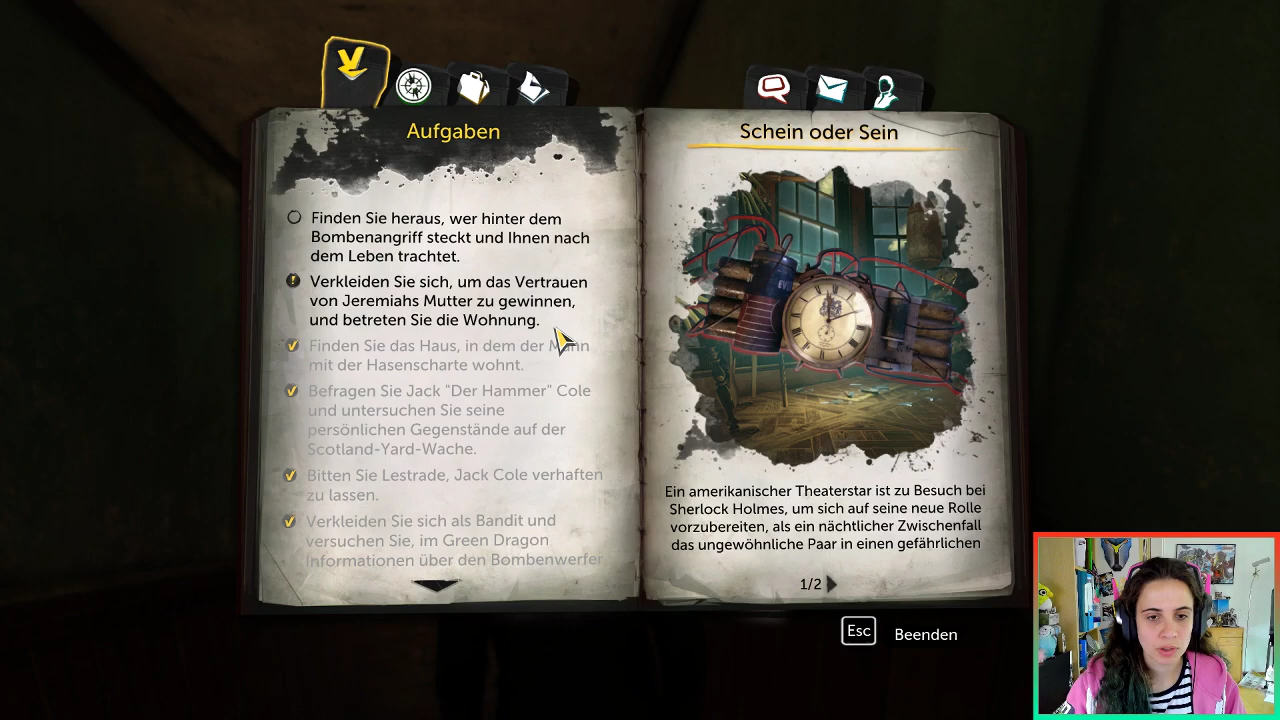 Aufgaben
Finden Sie heraus, wer hinter dem
Bombenangriff steckt und Ihnen nach
dem Leben trachtet.
Verkleiden Sie sich, um das Vertrauen
von Jeremiahs Mutter zu gewinnen,
und betreten Sie die Wohnung.
Finden Sie das Haus, in dem der Mann
mit der Hasenscharte wohnt.
Befragen Sie Jack "Der Hammer" Cole
und untersuchen Sie seine
persönlichen Gegenstände auf der
Scotland-Yard-Wache.
Bitten Sie Lestrade, Jack Cole verhaften
zu lassen.
Verkleiden Sie sich als Bandit und
versuchen Sie, im Green Dragon
Informationen über den Bombenwerfer
Schein oder Sein
Ein amerikanischer Theaterstar ist zu Besuch bei
Sherlock Holmes, um sich auf seine neue Rolle
vorzubereiten, als ein nächtlicher Zwischenfall
das ungewöhnliche Paar in einen gefährlichen
1/2
Esc Beenden